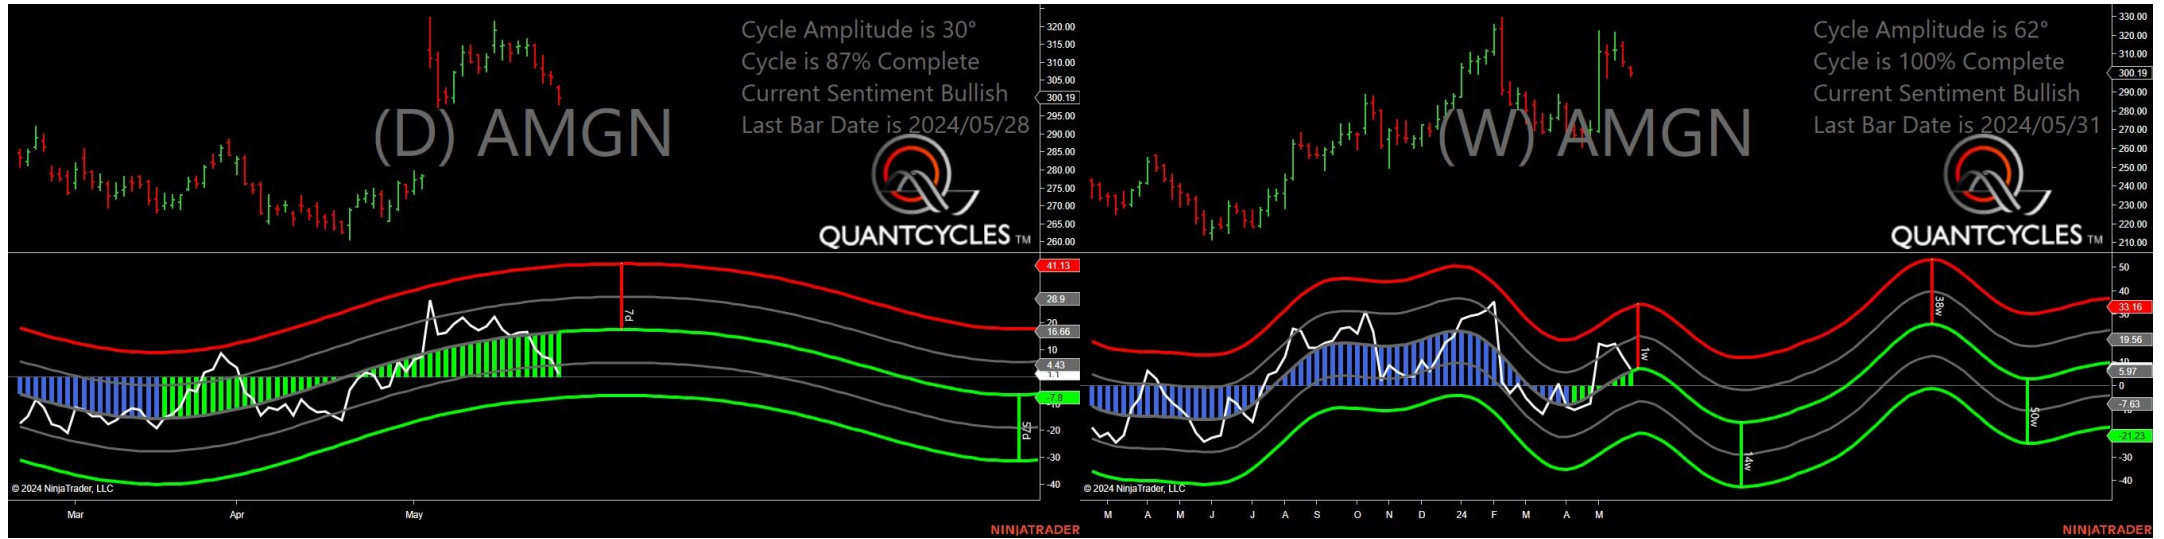 Cycle Amplitude is 30°
Cycle is 87% Complete
Current Sentiment Bullish
Last Bar Date is 2024/05/28
(D) AMGN
QUANTCYCLES TM
320.00
315.00
310.00
305.00
300.19
295.00
290.00
285.00
280.00
275.00
270.00
265.00
260.00
41.13
28.9
20
16.66
10
4.43
1.1
-7.8
-20
-30
-40
7d
57d
© 2024 NinjaTrader, LLC
Mar Apr May
NINJATRADER
Cycle Amplitude is 62°
Cycle is 100% Complete
Current Sentiment Bullish
Last Bar Date is 2024/05/31
(W) AMGN
QUANTCYCLES TM
330.00
320.00
310.00
300.19
290.00
280.00
270.00
260.00
250.00
240.00
230.00
220.00
210.00
50
40
33.16
30
19.56
10
5.97
0
-7.63
-21.23
-30
-40
1w
14w
38w
50w
© 2024 NinjaTrader, LLC
M A M J J A S O N D 24 F M A M
NINJATRADER